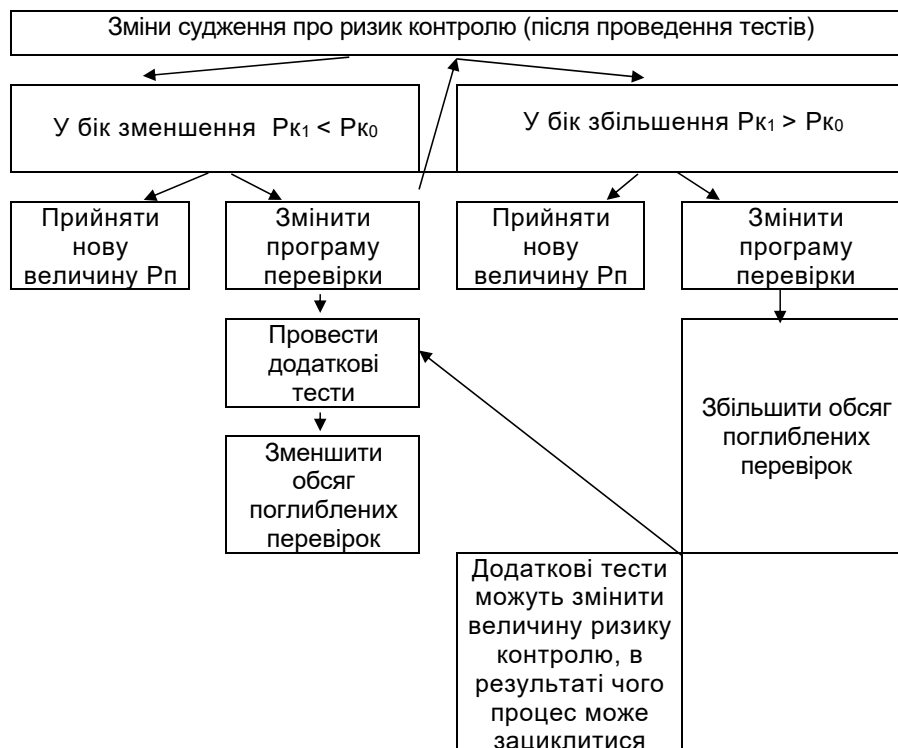 Зміни судження про ризик контролю (після проведення тестів)
У бік зменшення Рк₁ < Рк₀
У бік збільшення Рк₁ > Рк₀
Прийняти
нову
величину Рп
Змінити
програму
перевірки
Прийняти
нову
величину Рп
Змінити
програму
перевірки
Провести
додаткові
тести
Збільшити обсяг
поглиблених
перевірок
Зменшити
обсяг
поглиблених
перевірок
Додаткові тести
можуть змінити
величину ризику
контролю, в
результаті чого
процес може
зациклитися